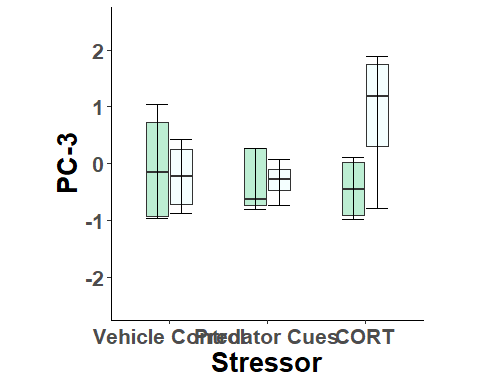 2
1
0
-1
-2
PC-3
Vehicle Control Predator Cues CORT
Stressor